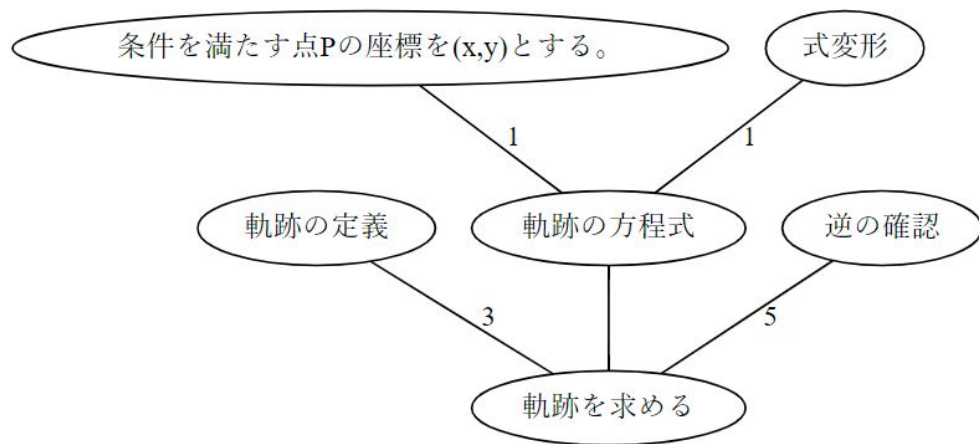 条件を満たす点Pの座標を(x,y)とする。
式変形
1
1
軌跡の定義
軌跡の方程式
逆の確認
3
5
軌跡を求める